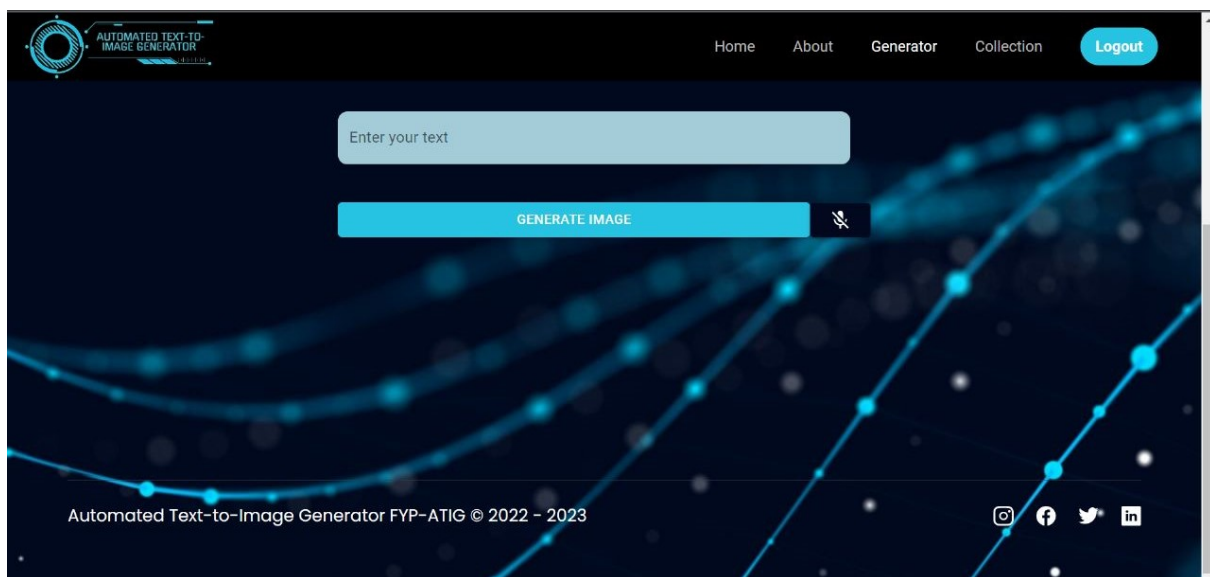 AUTOMATED TEXT-TO-
IMAGE GENERATOR
Home About Generator Collection Logout
Enter your text
GENERATE IMAGE
Automated Text-to-Image Generator FYP-ATIG © 2022 - 2023
in